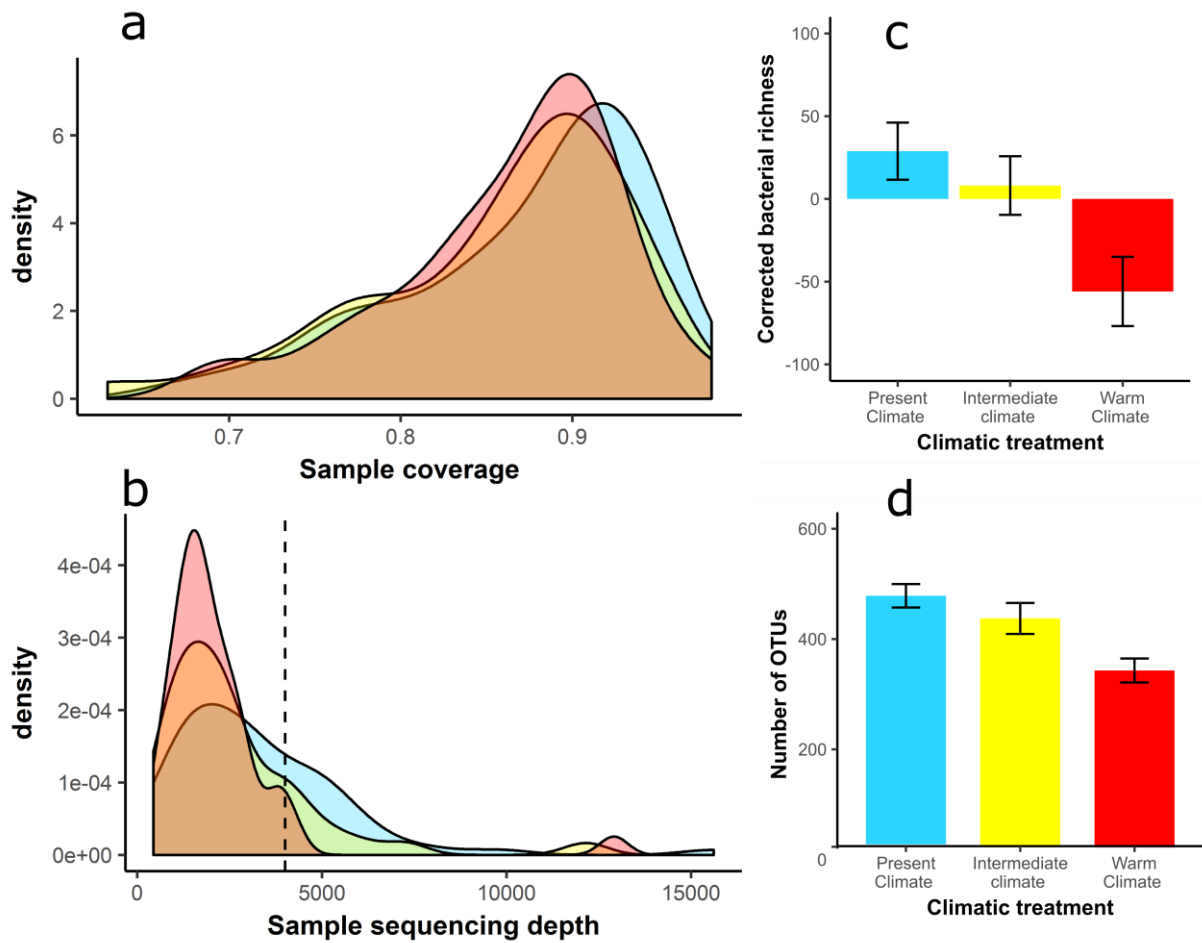 a
density
6
4
2
0
0.7 0.8 0.9
Sample coverage
b
density
4e-04
3e-04
2e-04
1e-04
0e+00
0 5000 10000 15000
Sample sequencing depth
c
Corrected bacterial richness
100
50
0
-50
-100
Present Intermediate Warm
Climate climate Climate
Climatic treatment
d
Number of OTUs
600
400
200
0
Present Intermediate Warm
Climate climate Climate
Climatic treatment